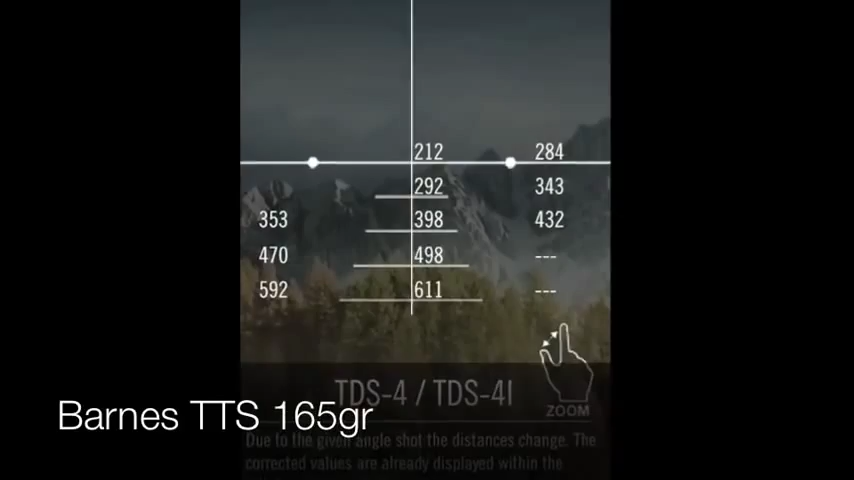 212 284
292 343
353 398 432
470 498 ---
592 611 ---
TDS-4 / TDS-4I
ZOOM
Barnes TTS 165gr
Due to the given angle shot the distances change. The
corrected values are already displayed within the